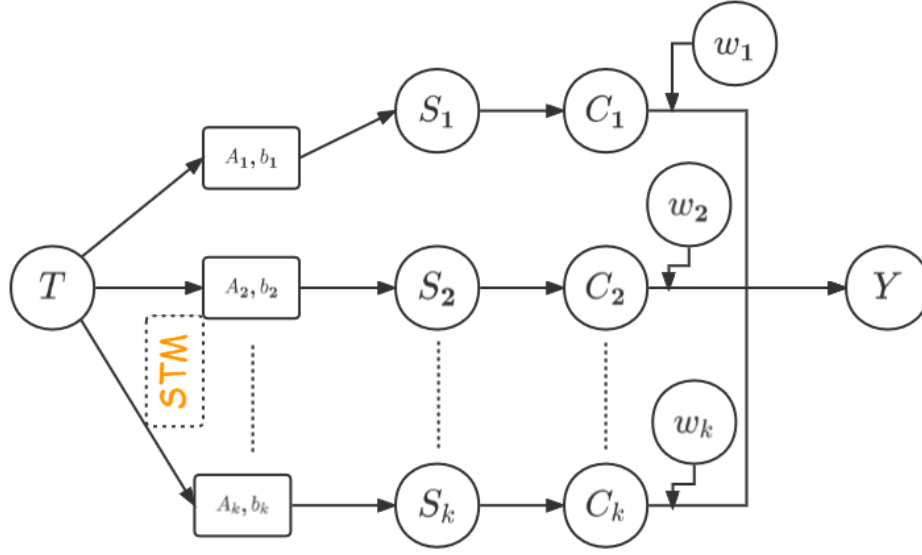 w₁
S₁
C₁
A₁, b₁
w₂
T
A₂, b₂
S₂
C₂
Y
STM
wₖ
Aₖ, bₖ
Sₖ
Cₖ